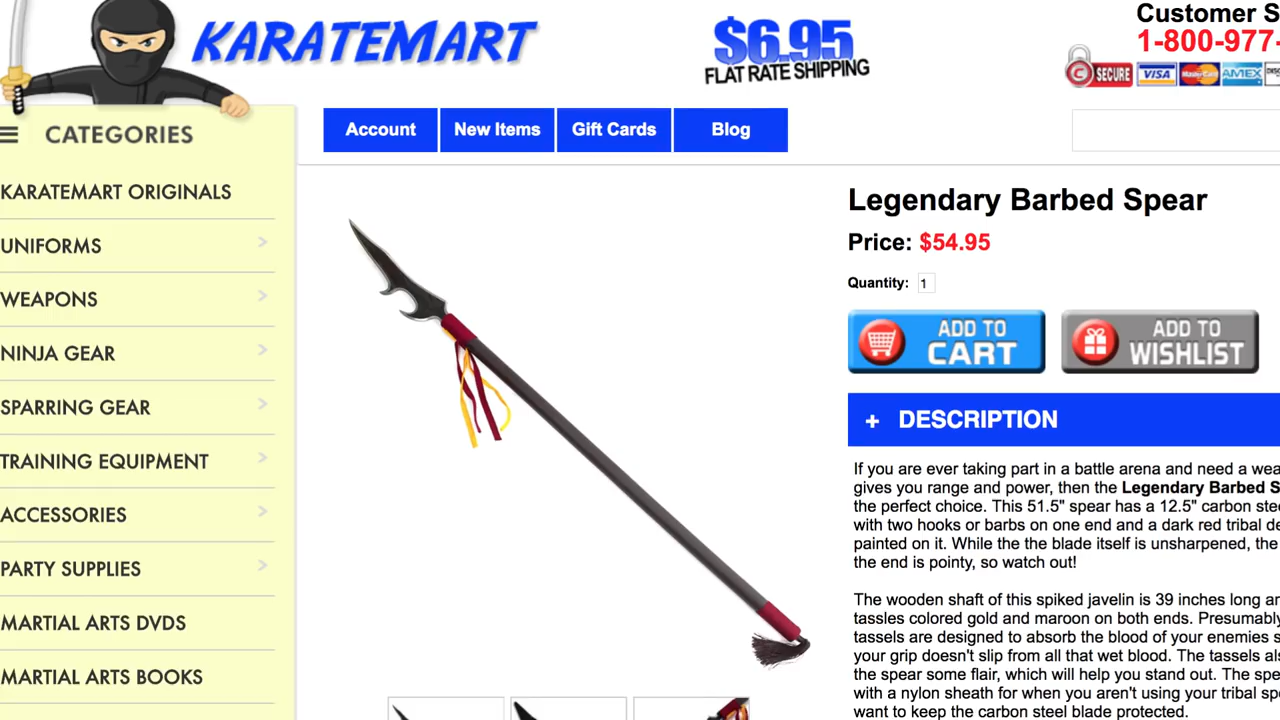 KARATEMART
$6.95
FLAT RATE SHIPPING
Customer
1-800-977-
SECURE VISA MasterCard AMEX
CATEGORIES
Account New Items Gift Cards Blog
KARATEMART ORIGINALS
UNIFORMS
WEAPONS
NINJA GEAR
SPARRING GEAR
TRAINING EQUIPMENT
ACCESSORIES
PARTY SUPPLIES
MARTIAL ARTS DVDS
MARTIAL ARTS BOOKS
Legendary Barbed Spear
Price: $54.95
Quantity: 1
ADD TO CART
ADD TO WISHLIST
+ DESCRIPTION
If you are ever taking part in a battle arena and need a
gives you range and power, then the Legendary Barbed
the perfect choice. This 51.5" spear has a 12.5" carbon
with two hooks or barbs on one end and a dark red tribal
painted on it. While the the blade itself is unsharpened, the
the end is pointy, so watch out!
The wooden shaft of this spiked javelin is 39 inches long
tassles colored gold and maroon on both ends. Presumably
tassels are designed to absorb the blood of your enemies
your grip doesn't slip from all that wet blood. The tassels
the spear some flair, which will help you stand out. The
with a nylon sheath for when you aren't using your tribal
want to keep the carbon steel blade protected.